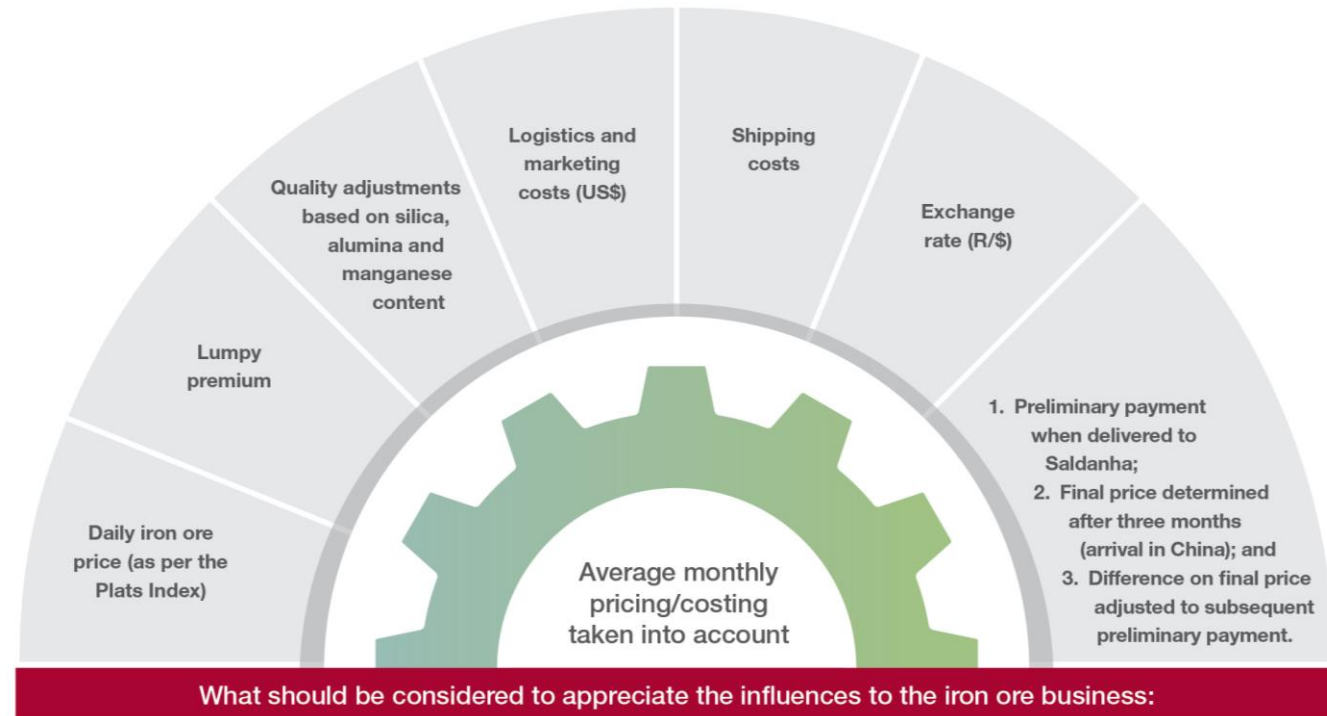 Daily iron ore
price (as per the
Plats Index)
Lumpy
premium
Quality adjustments
based on silica,
alumina and
manganese
content
Logistics and
marketing
costs (US$)
Shipping
costs
Exchange
rate (R/$)
1. Preliminary payment
when delivered to
Saldanha;
2. Final price determined
after three months
(arrival in China); and
3. Difference on final price
adjusted to subsequent
preliminary payment.
Average monthly
pricing/costing
taken into account
What should be considered to appreciate the influences to the iron ore business: